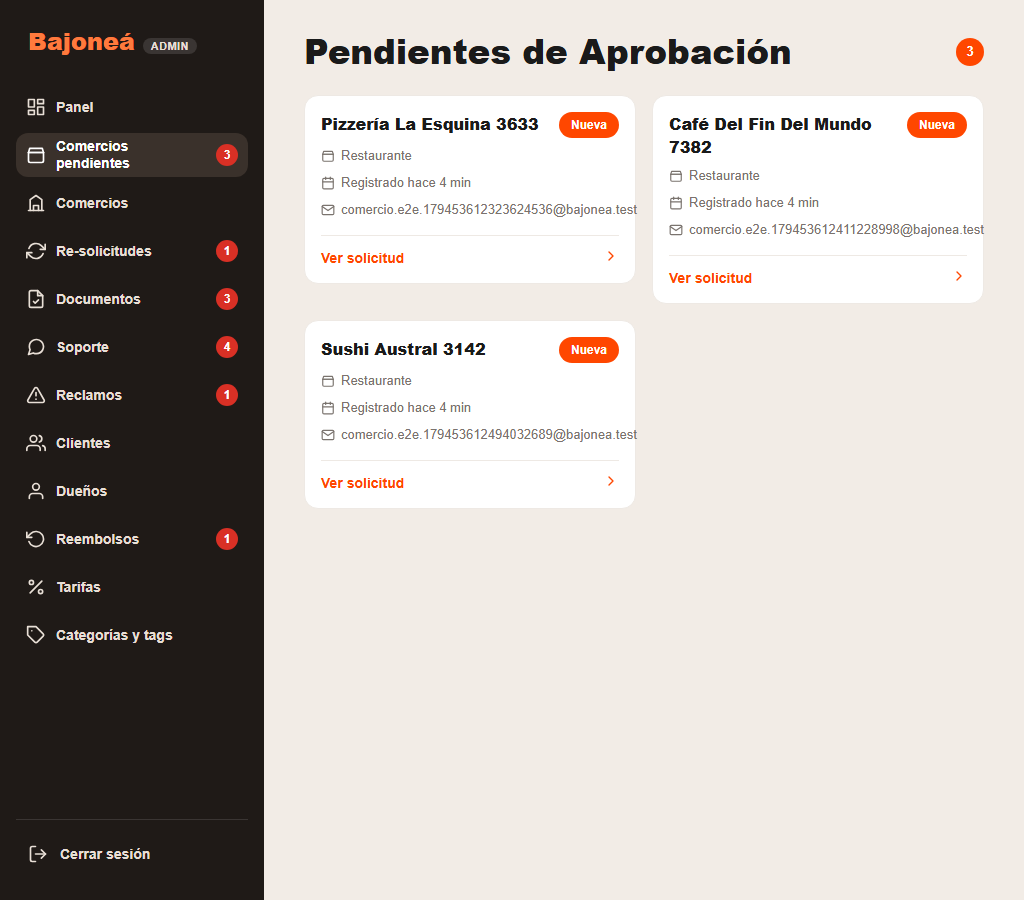 Bajoneá ADMIN
Panel
Comercios
pendientes
3
Comercios
Re-solicitudes
1
Documentos
3
Soporte
4
Reclamos
1
Clientes
Dueños
Reembolsos
1
Tarifas
Categorías y tags
Cerrar sesión
Pendientes de Aprobación
3
Pizzería La Esquina 3633
Nueva
Restaurante
Registrado hace 4 min
comercio.e2e.179453612323624536@bajonea.test
Ver solicitud
Café Del Fin Del Mundo
7382
Nueva
Restaurante
Registrado hace 4 min
comercio.e2e.179453612411228998@bajonea.test
Ver solicitud
Sushi Austral 3142
Nueva
Restaurante
Registrado hace 4 min
comercio.e2e.179453612494032689@bajonea.test
Ver solicitud